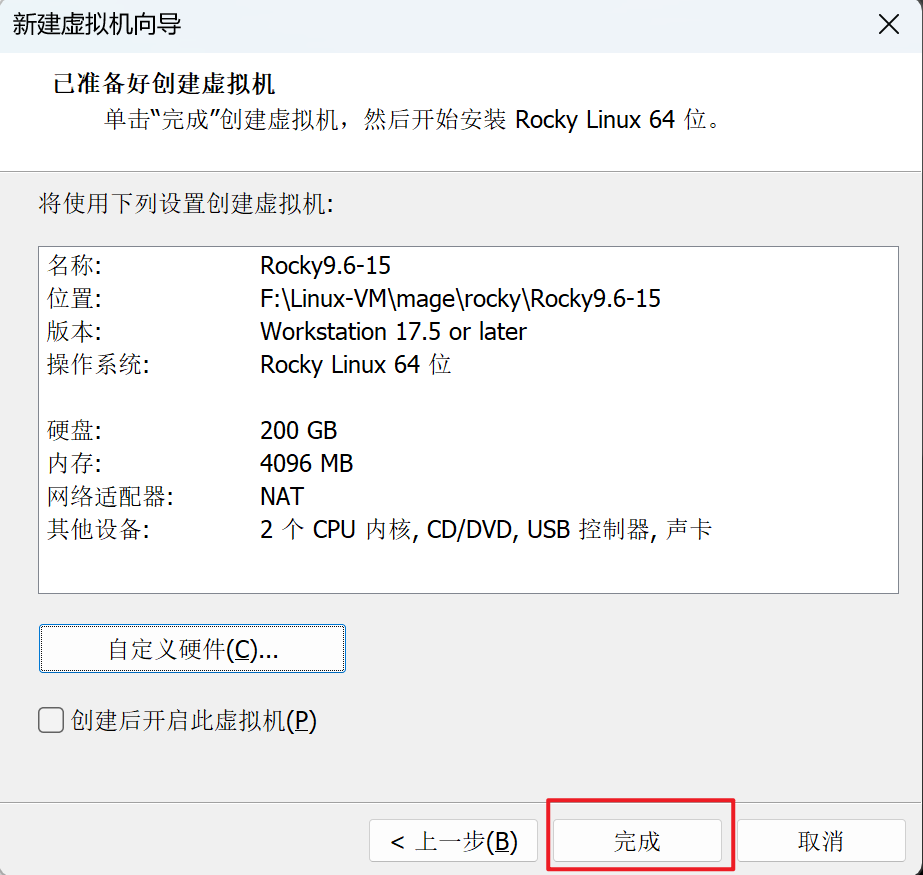 新建虚拟机向导
已准备好创建虚拟机
单击“完成”创建虚拟机，然后开始安装 Rocky Linux 64 位。
将使用下列设置创建虚拟机:
名称: Rocky9.6-15
位置: F:\Linux-VM\mage\rocky\Rocky9.6-15
版本: Workstation 17.5 or later
操作系统: Rocky Linux 64 位
硬盘: 200 GB
内存: 4096 MB
网络适配器: NAT
其他设备: 2 个 CPU 内核, CD/DVD, USB 控制器, 声卡
自定义硬件(C)...
创建后开启此虚拟机(P)
< 上一步(B) 完成 取消